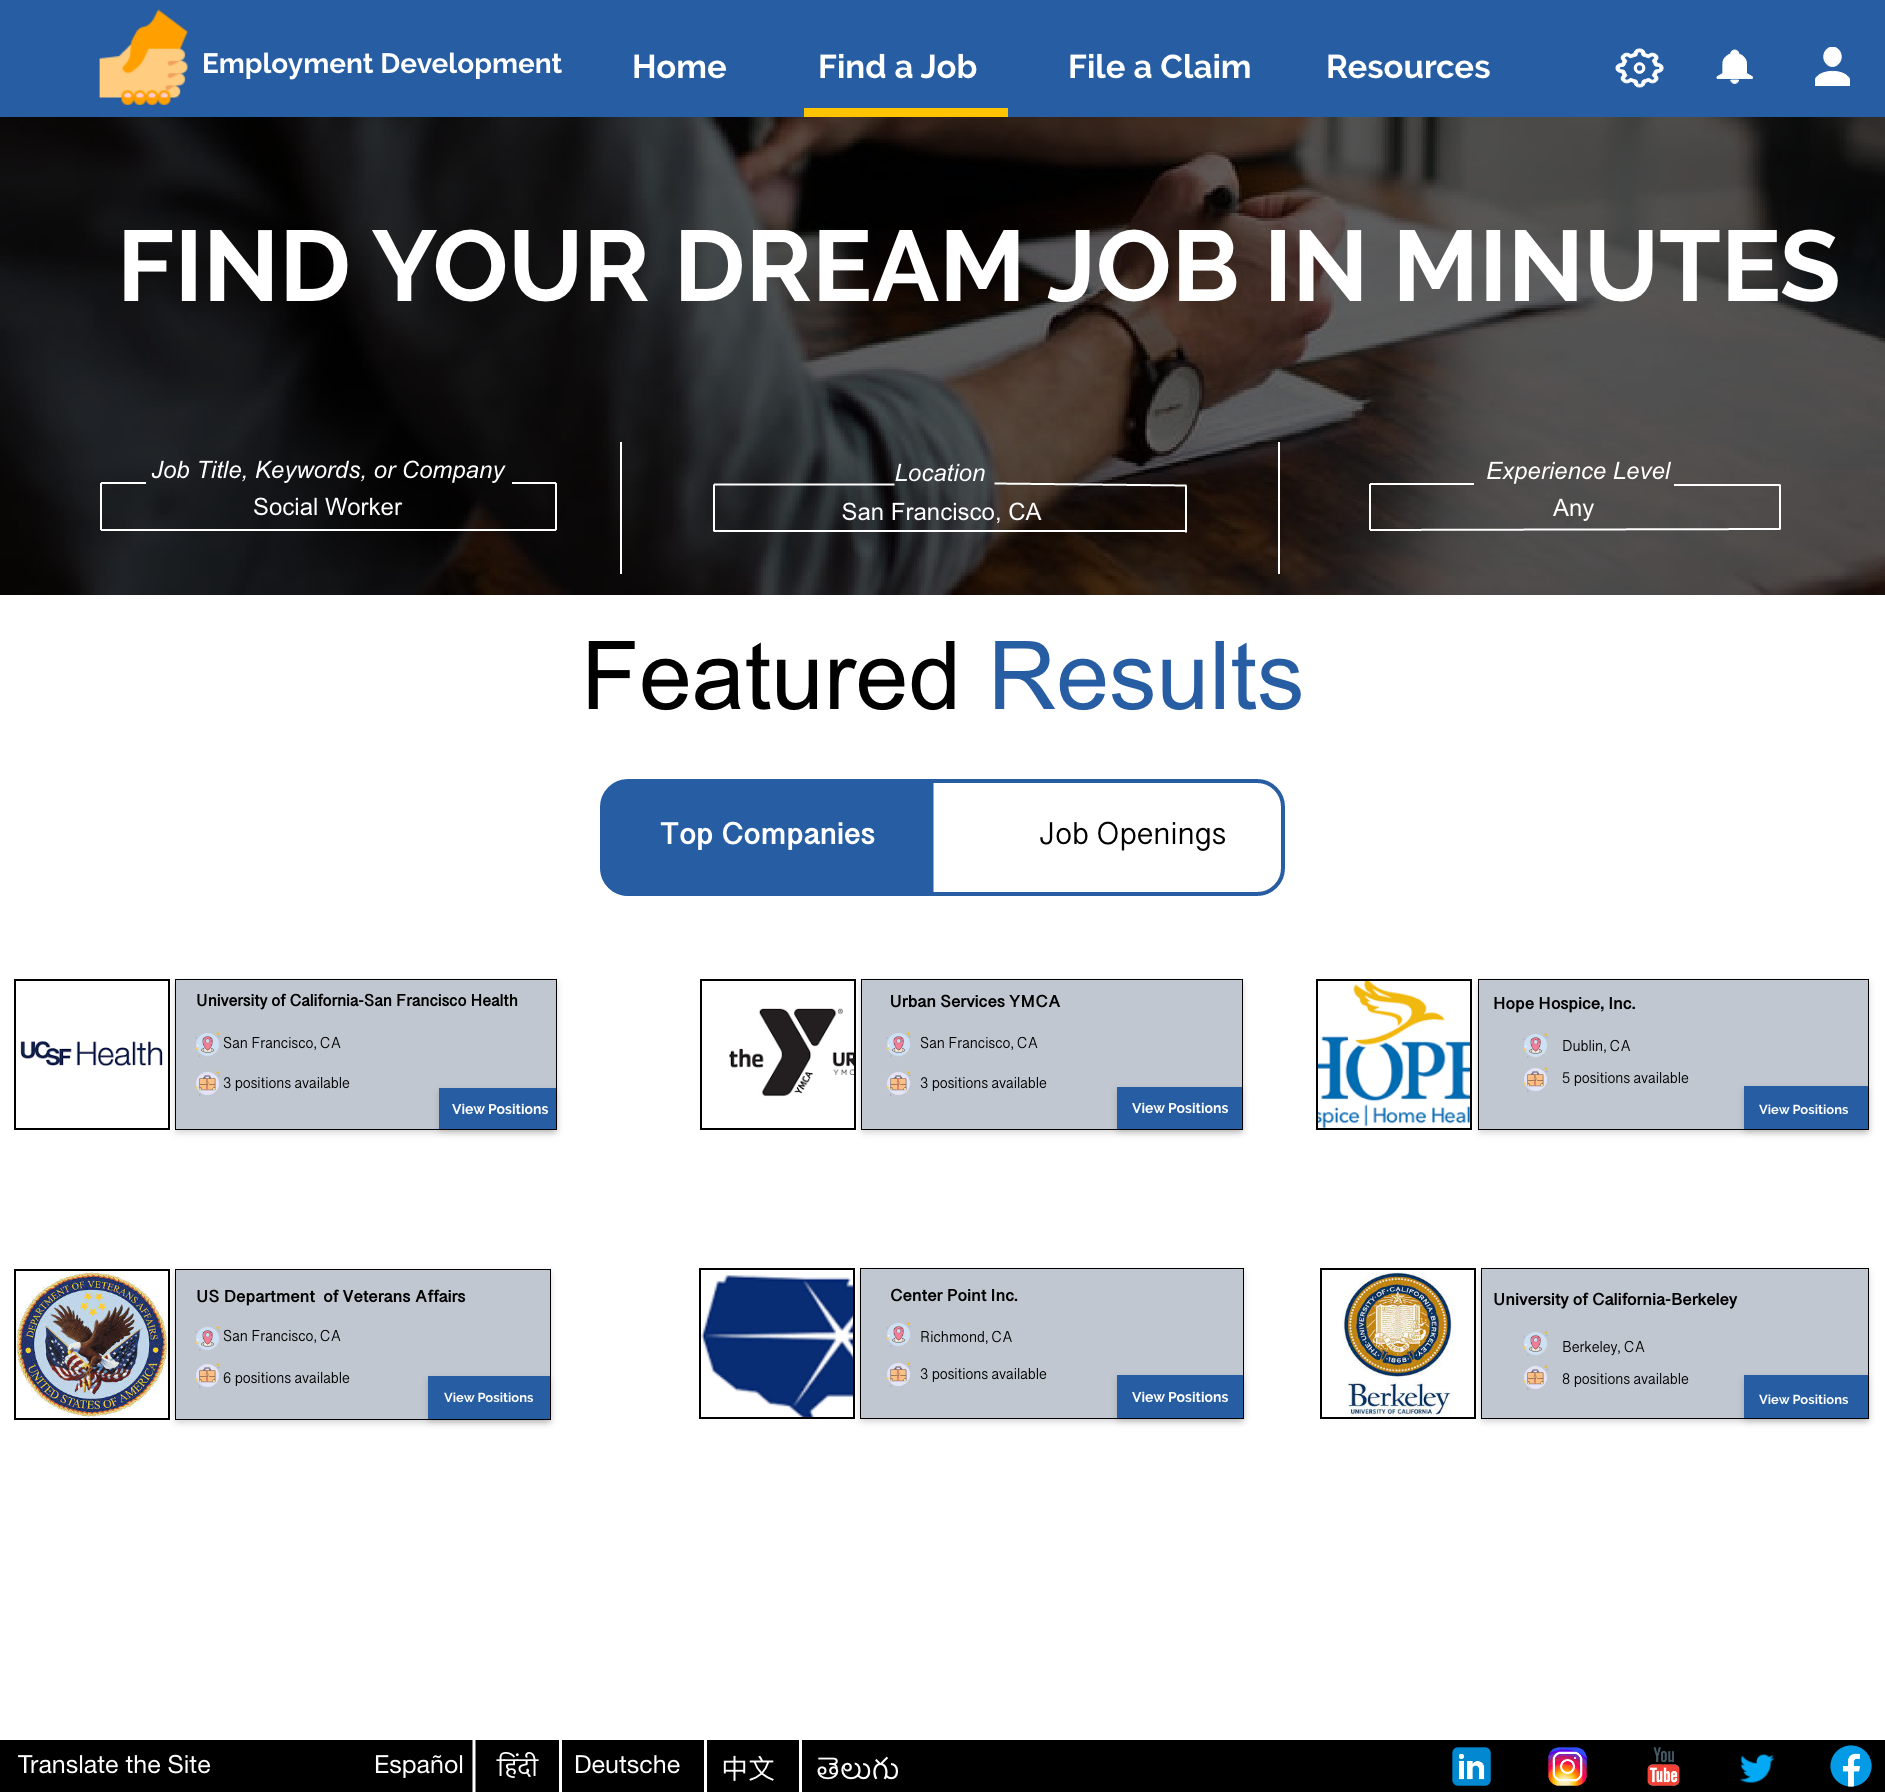 Employment Development
Home
Find a Job
File a Claim
Resources
FIND YOUR DREAM JOB IN MINUTES
Job Title, Keywords, or Company
Social Worker
Location
San Francisco, CA
Experience Level
Any
Featured Results
Top Companies
Job Openings
UCSF Health
University of California-San Francisco Health
San Francisco, CA
3 positions available
View Positions
the
YMCA
UR
YMC
Urban Services YMCA
San Francisco, CA
3 positions available
View Positions
HOPE
spice | Home Heal
Hope Hospice, Inc.
Dublin, CA
5 positions available
View Positions
DEPARTMENT OF VETERANS AFFAIRS
UNITED STATES OF AMERICA
US Department  of Veterans Affairs
San Francisco, CA
6 positions available
View Positions
Center Point Inc.
Richmond, CA
3 positions available
View Positions
THE·UNIVERSITY·OF·CALIFORNIA·BERKELEY
·1868·
Berkeley
UNIVERSITY OF CALIFORNIA
University of California-Berkeley
Berkeley, CA
8 positions available
View Positions
Translate the Site
Español
हिंदी
Deutsche
中文
తెలుగు
in
You
Tube
f